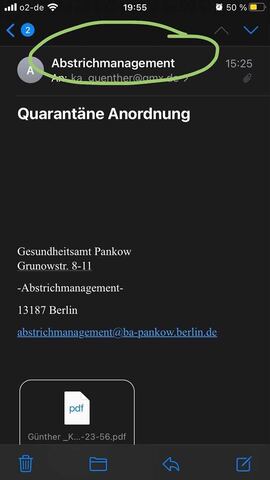 o2-de 19:55 50 %
2
A Abstrichmanagement 15:25
An: ka_guenther@gmx.de
Quarantäne Anordnung
Gesundheitsamt Pankow
Grunowstr. 8-11
-Abstrichmanagement-
13187 Berlin
abstrichmanagement@ba-pankow.berlin.de
pdf
Günther _K...-23-56.pdf